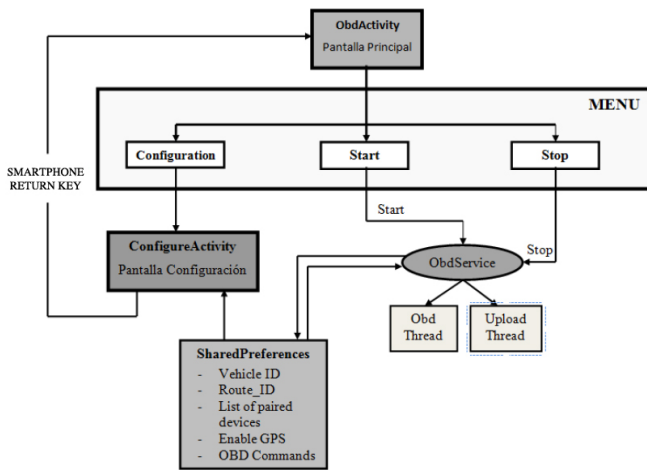 ObdActivity
Pantalla Principal
MENU
Configuration
Start
Stop
SMARTPHONE
RETURN KEY
Start
Stop
ConfigureActivity
Pantalla Configuración
ObdService
Obd
Thread
Upload
Thread
SharedPreferences
- Vehicle ID
- Route_ID
- List of paired
devices
- Enable GPS
- OBD Commands